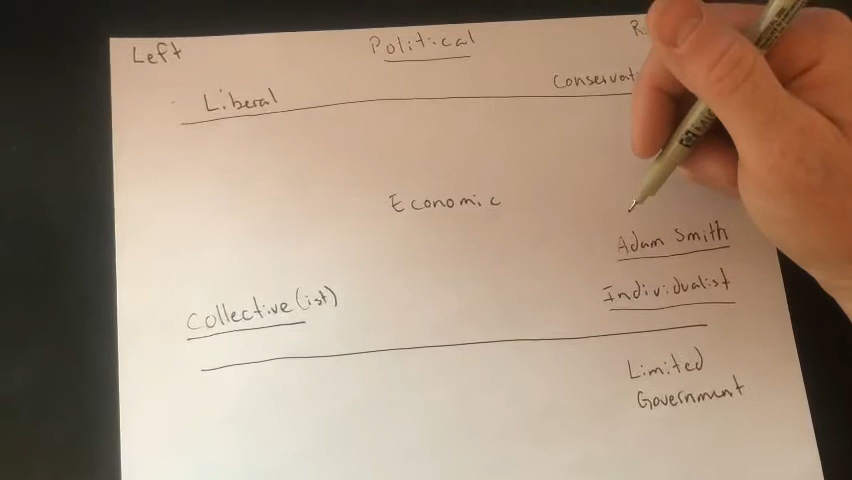 Left
Political
Liberal
Economic
Adam Smith
Individualist
Collective(ist)
Limited
Government